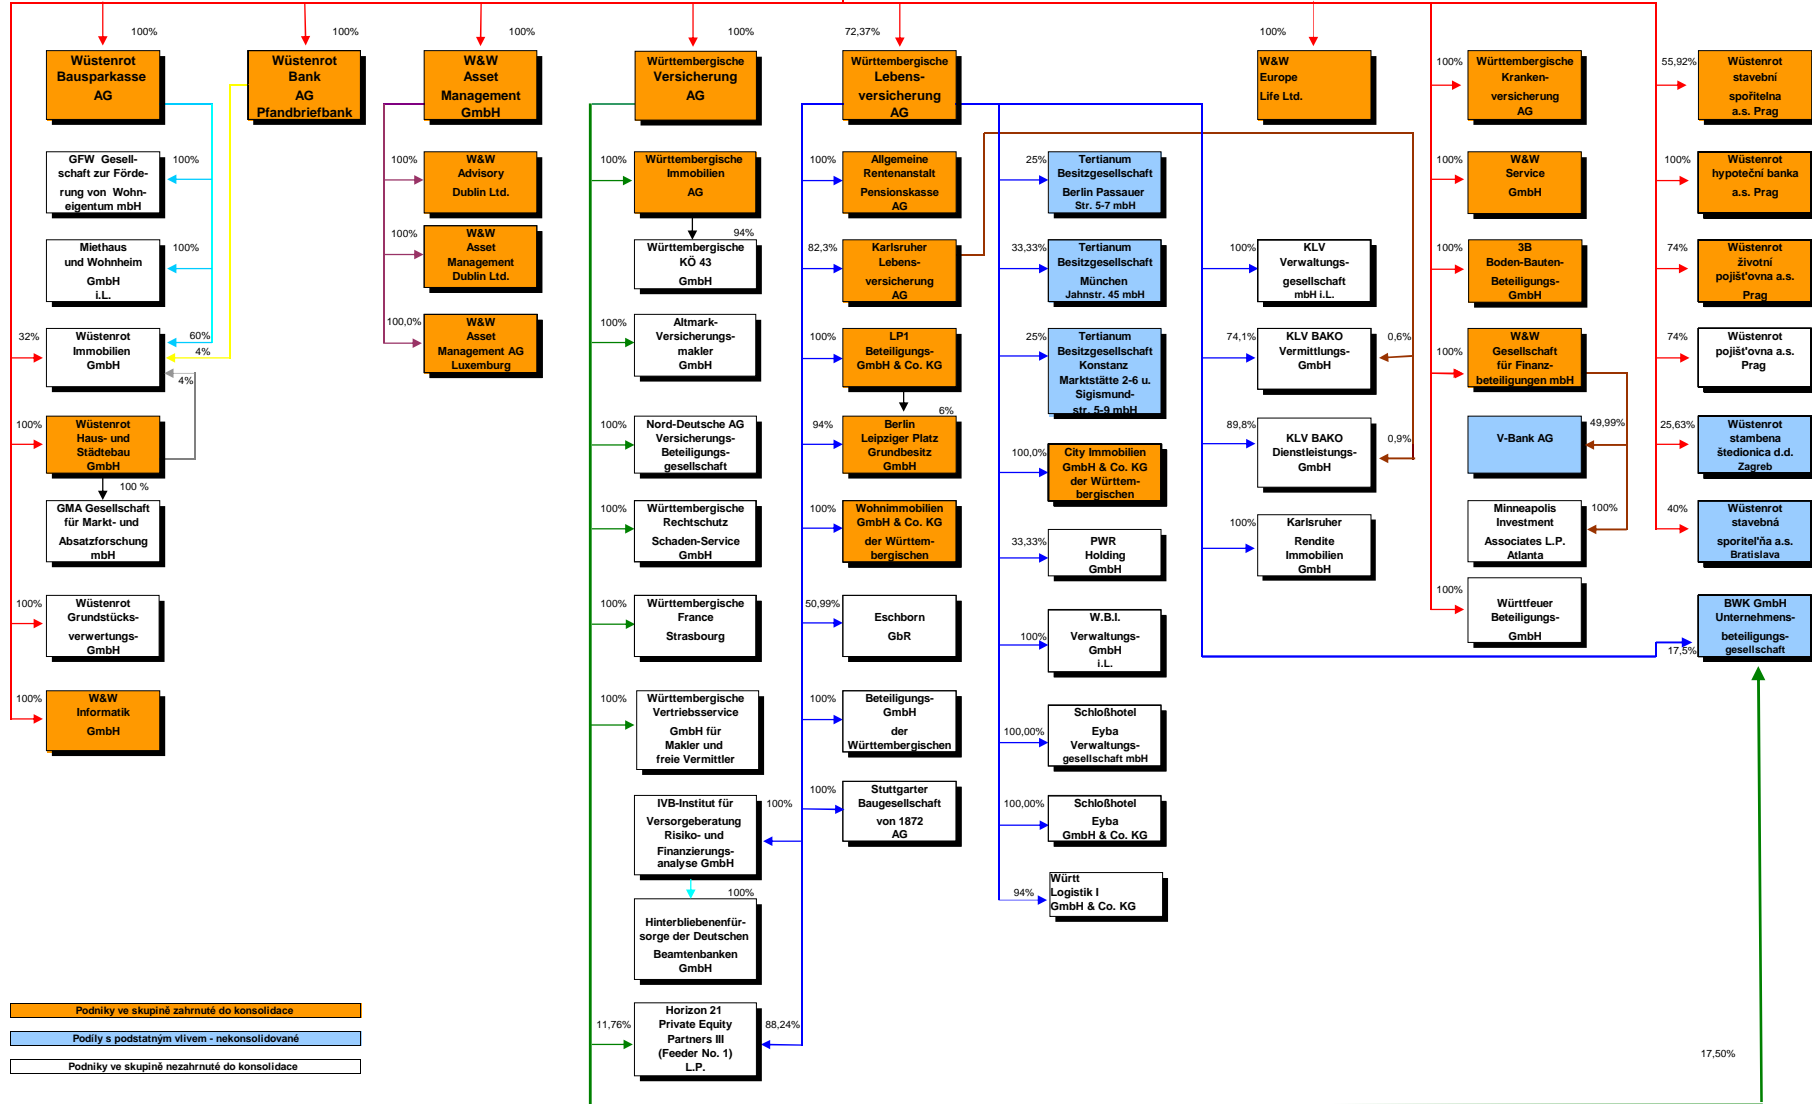 100%
Wüstenrot
Bausparkasse
AG
100%
Wüstenrot
Bank
AG
Pfandbriefbank
100%
W&W
Asset
Management
GmbH
100%
Württembergische
Versicherung
AG
72,37%
Württembergische
Lebens-
versicherung
AG
100%
W&W
Europe
Life Ltd.
100%
Württembergische
Kranken-
versicherung
AG
55,92%
Wüstenrot
stavební
spořitelna
a.s. Prag
GFW Gesell-
schaft zur Förde-
rung von Wohn-
eigentum mbH
100%
Miethaus
und Wohnheim
GmbH
i.L.
100%
32%
Wüstenrot
Immobilien
GmbH
60%
4%
4%
100%
Wüstenrot
Haus- und
Städtebau
GmbH
100 %
GMA Gesellschaft
für Markt- und
Absatzforschung
mbH
100%
Wüstenrot
Grundstücks-
verwertungs-
GmbH
100%
W&W
Informatik
GmbH
100%
W&W
Advisory
Dublin Ltd.
100%
W&W
Asset
Management
Dublin Ltd.
100,0%
W&W
Asset
Management AG
Luxemburg
100%
Württembergische
Immobilien
AG
94%
Württembergische
KÖ 43
GmbH
100%
Altmark-
Versicherungs-
makler
GmbH
100%
Nord-Deutsche AG
Versicherungs-
Beteiligungs-
gesellschaft
100%
Württembergische
Rechtschutz
Schaden-Service
GmbH
100%
Württembergische
France
Strasbourg
100%
Württembergische
Vertriebsservice
GmbH für
Makler und
freie Vermittler
IVB-Institut für
Versorgeberatung
Risiko- und
Finanzierungs-
analyse GmbH
100%
100%
Hinterbliebenenfür-
sorge der Deutschen
Beamtenbanken
GmbH
11,76%
Horizon 21
Private Equity
Partners III
(Feeder No. 1)
L.P.
88,24%
100%
Allgemeine
Rentenanstalt
Pensionskasse
AG
82,3%
Karlsruher
Lebens-
versicherung
AG
100%
LP1
Beteiligungs-
GmbH & Co. KG
6%
94%
Berlin
Leipziger Platz
Grundbesitz
GmbH
100%
Wohnimmobilien
GmbH & Co. KG
der Württem-
bergischen
50,99%
Eschborn
GbR
100%
Beteiligungs-
GmbH
der
Württembergischen
100%
Stuttgarter
Baugesellschaft
von 1872
AG
25%
Tertianum
Besitzgesellschaft
Berlin Passauer
Str. 5-7 mbH
33,33%
Tertianum
Besitzgesellschaft
München
Jahnstr. 45 mbH
25%
Tertianum
Besitzgesellschaft
Konstanz
Marktstätte 2-6 u.
Sigismund-
str. 5-9 mbH
100,0%
City Immobilien
GmbH & Co. KG
der Württem-
bergischen
33,33%
PWR
Holding
GmbH
100%
W.B.I.
Verwaltungs-
GmbH
i.L.
100,00%
Schloßhotel
Eyba
Verwaltungs-
gesellschaft mbH
100,00%
Schloßhotel
Eyba
GmbH & Co. KG
94%
Württ
Logistik I
GmbH & Co. KG
100%
KLV
Verwaltungs-
gesellschaft
mbH i.L.
74,1%
KLV BAKO
Vermittlungs-
GmbH
0,6%
89,8%
KLV BAKO
Dienstleistungs-
GmbH
0,9%
100%
Karlsruher
Rendite
Immobilien
GmbH
100%
W&W
Service
GmbH
100%
3B
Boden-Bauten-
Beteiligungs-
GmbH
100%
W&W
Gesellschaft
für Finanz-
beteiligungen mbH
V-Bank AG
49,99%
Minneapolis
Investment
Associates L.P.
Atlanta
100%
100%
Württfeuer
Beteiligungs-
GmbH
100%
Wüstenrot
hypoteční banka
a.s. Prag
74%
Wüstenrot
životní
pojišt'ovna a.s.
Prag
74%
Wüstenrot
pojišt'ovna a.s.
Prag
25,63%
Wüstenrot
stambena
štedionica d.d.
Zagreb
40%
Wüstenrot
stavebná
sporitel'ňa a.s.
Bratislava
BWK GmbH
Unternehmens-
beteiligungs-
gesellschaft
17,5%
17,50%
Podniky ve skupině zahrnuté do konsolidace
Podíly s podstatným vlivem - nekonsolidované
Podniky ve skupině nezahrnuté do konsolidace